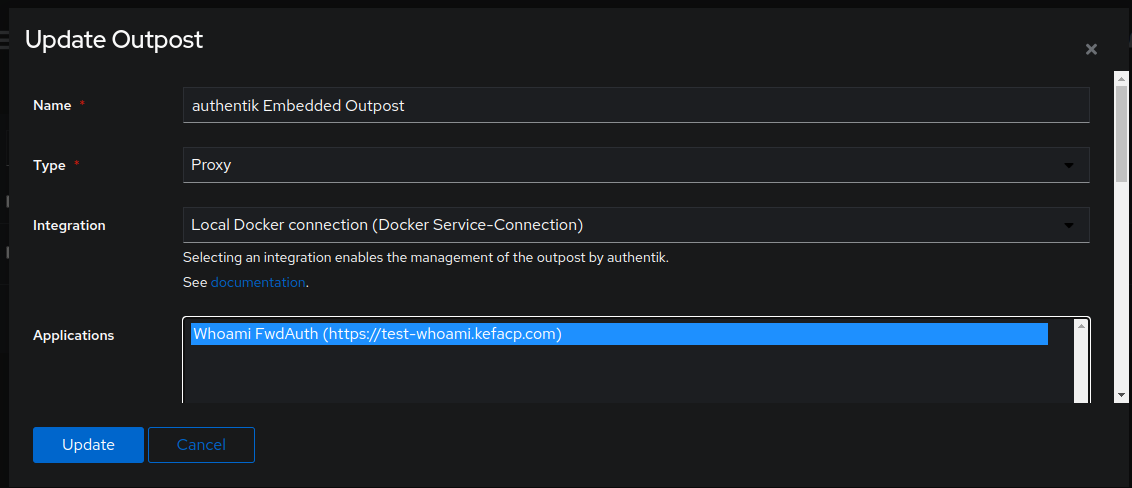 Update Outpost
Name *
authentik Embedded Outpost
Type *
Proxy
Integration
Local Docker connection (Docker Service-Connection)
Selecting an integration enables the management of the outpost by authentik.
See documentation.
Applications
Whoami FwdAuth (https://test-whoami.kefacp.com)
Update
Cancel